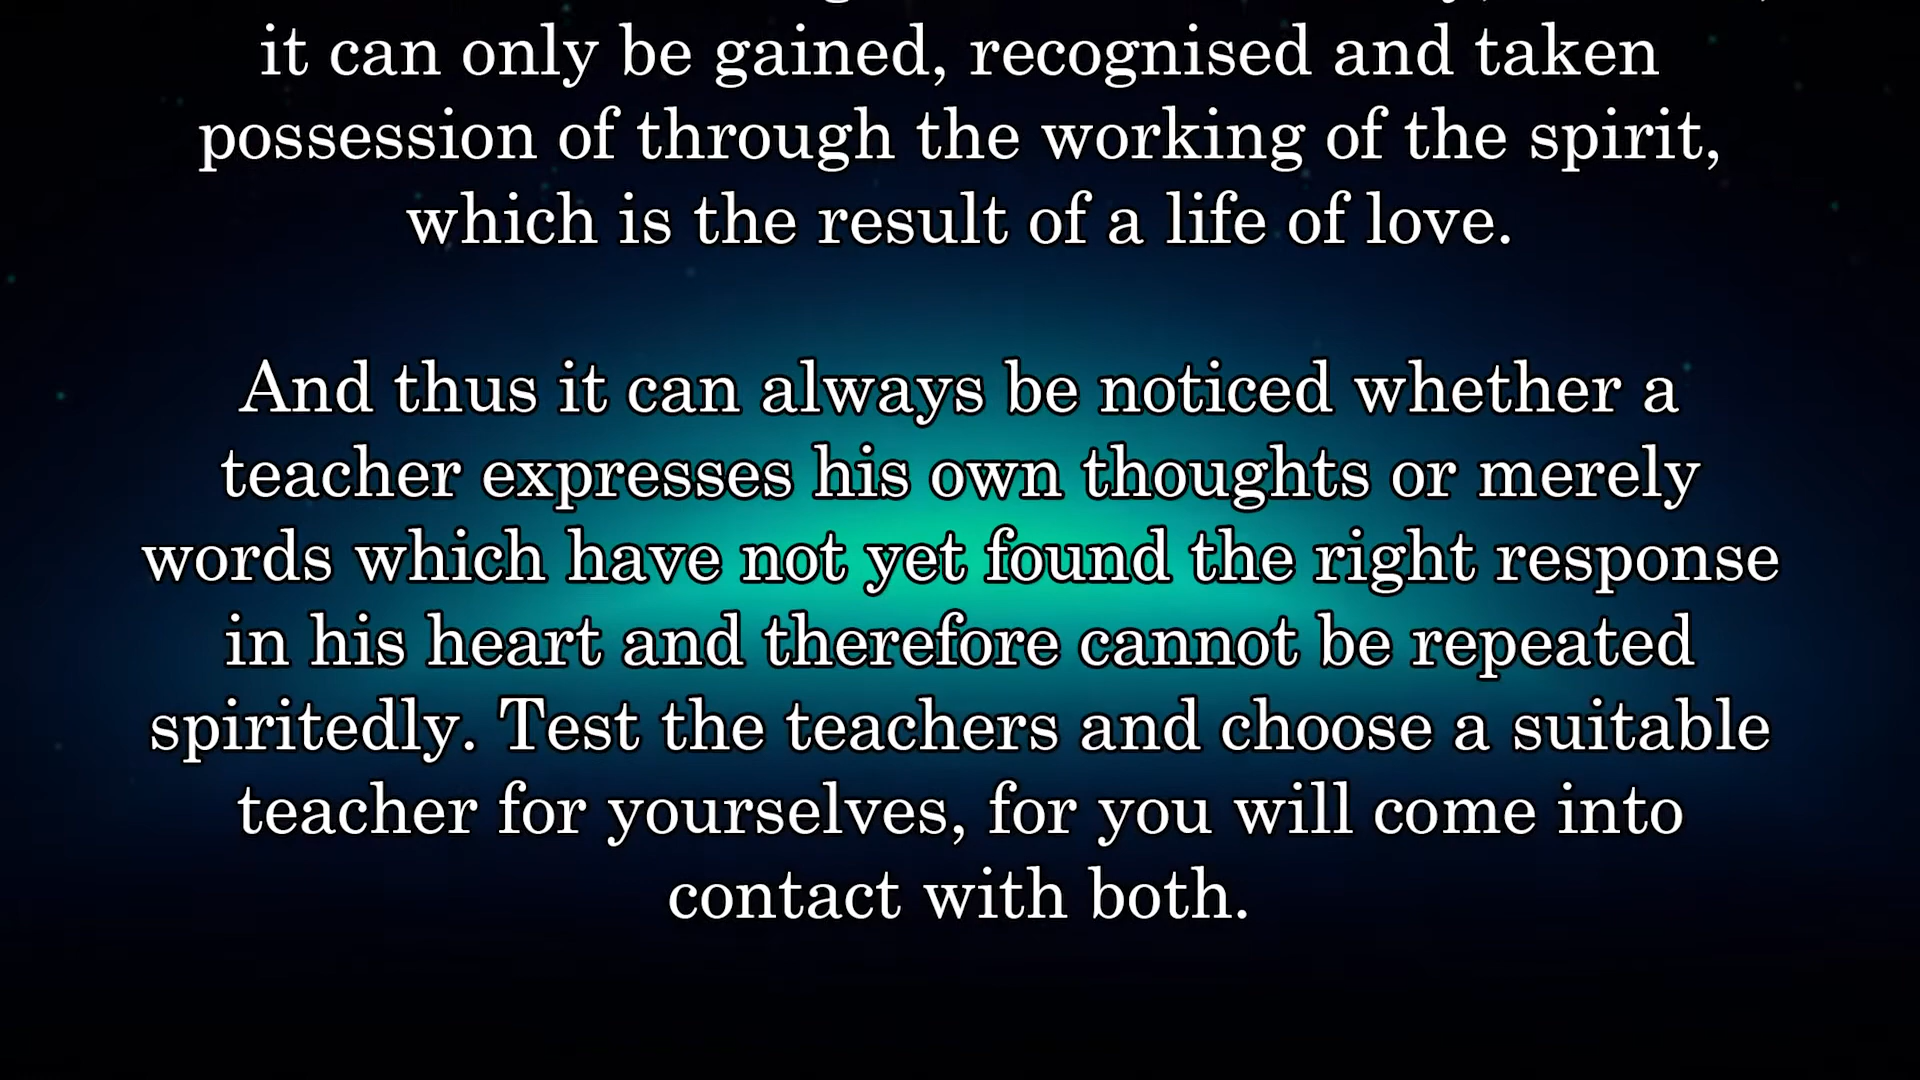 it can only be gained, recognised and taken
possession of through the working of the spirit,
which is the result of a life of love.
And thus it can always be noticed whether a
teacher expresses his own thoughts or merely
words which have not yet found the right response
in his heart and therefore cannot be repeated
spiritedly. Test the teachers and choose a suitable
teacher for yourselves, for you will come into
contact with both.